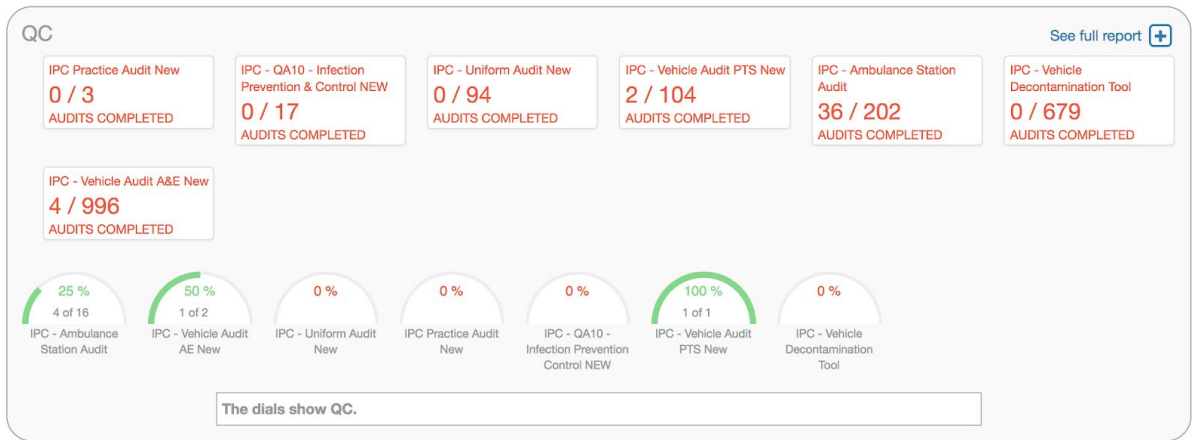 QC
See full report
IPC Practice Audit New
0 / 3
AUDITS COMPLETED
IPC - QA10 - Infection
Prevention & Control NEW
0 / 17
AUDITS COMPLETED
IPC - Uniform Audit New
0 / 94
AUDITS COMPLETED
IPC - Vehicle Audit PTS New
2 / 104
AUDITS COMPLETED
IPC - Ambulance Station
Audit
36 / 202
AUDITS COMPLETED
IPC - Vehicle
Decontamination Tool
0 / 679
AUDITS COMPLETED
IPC - Vehicle Audit A&E New
4 / 996
AUDITS COMPLETED
25 %
4 of 16
IPC - Ambulance
Station Audit
50 %
1 of 2
IPC - Vehicle Audit
AE New
0 %
IPC - Uniform Audit
New
0 %
IPC Practice Audit
New
0 %
IPC - QA10 -
Infection Prevention
Control NEW
100 %
1 of 1
IPC - Vehicle Audit
PTS New
0 %
IPC - Vehicle
Decontamination
Tool
The dials show QC.